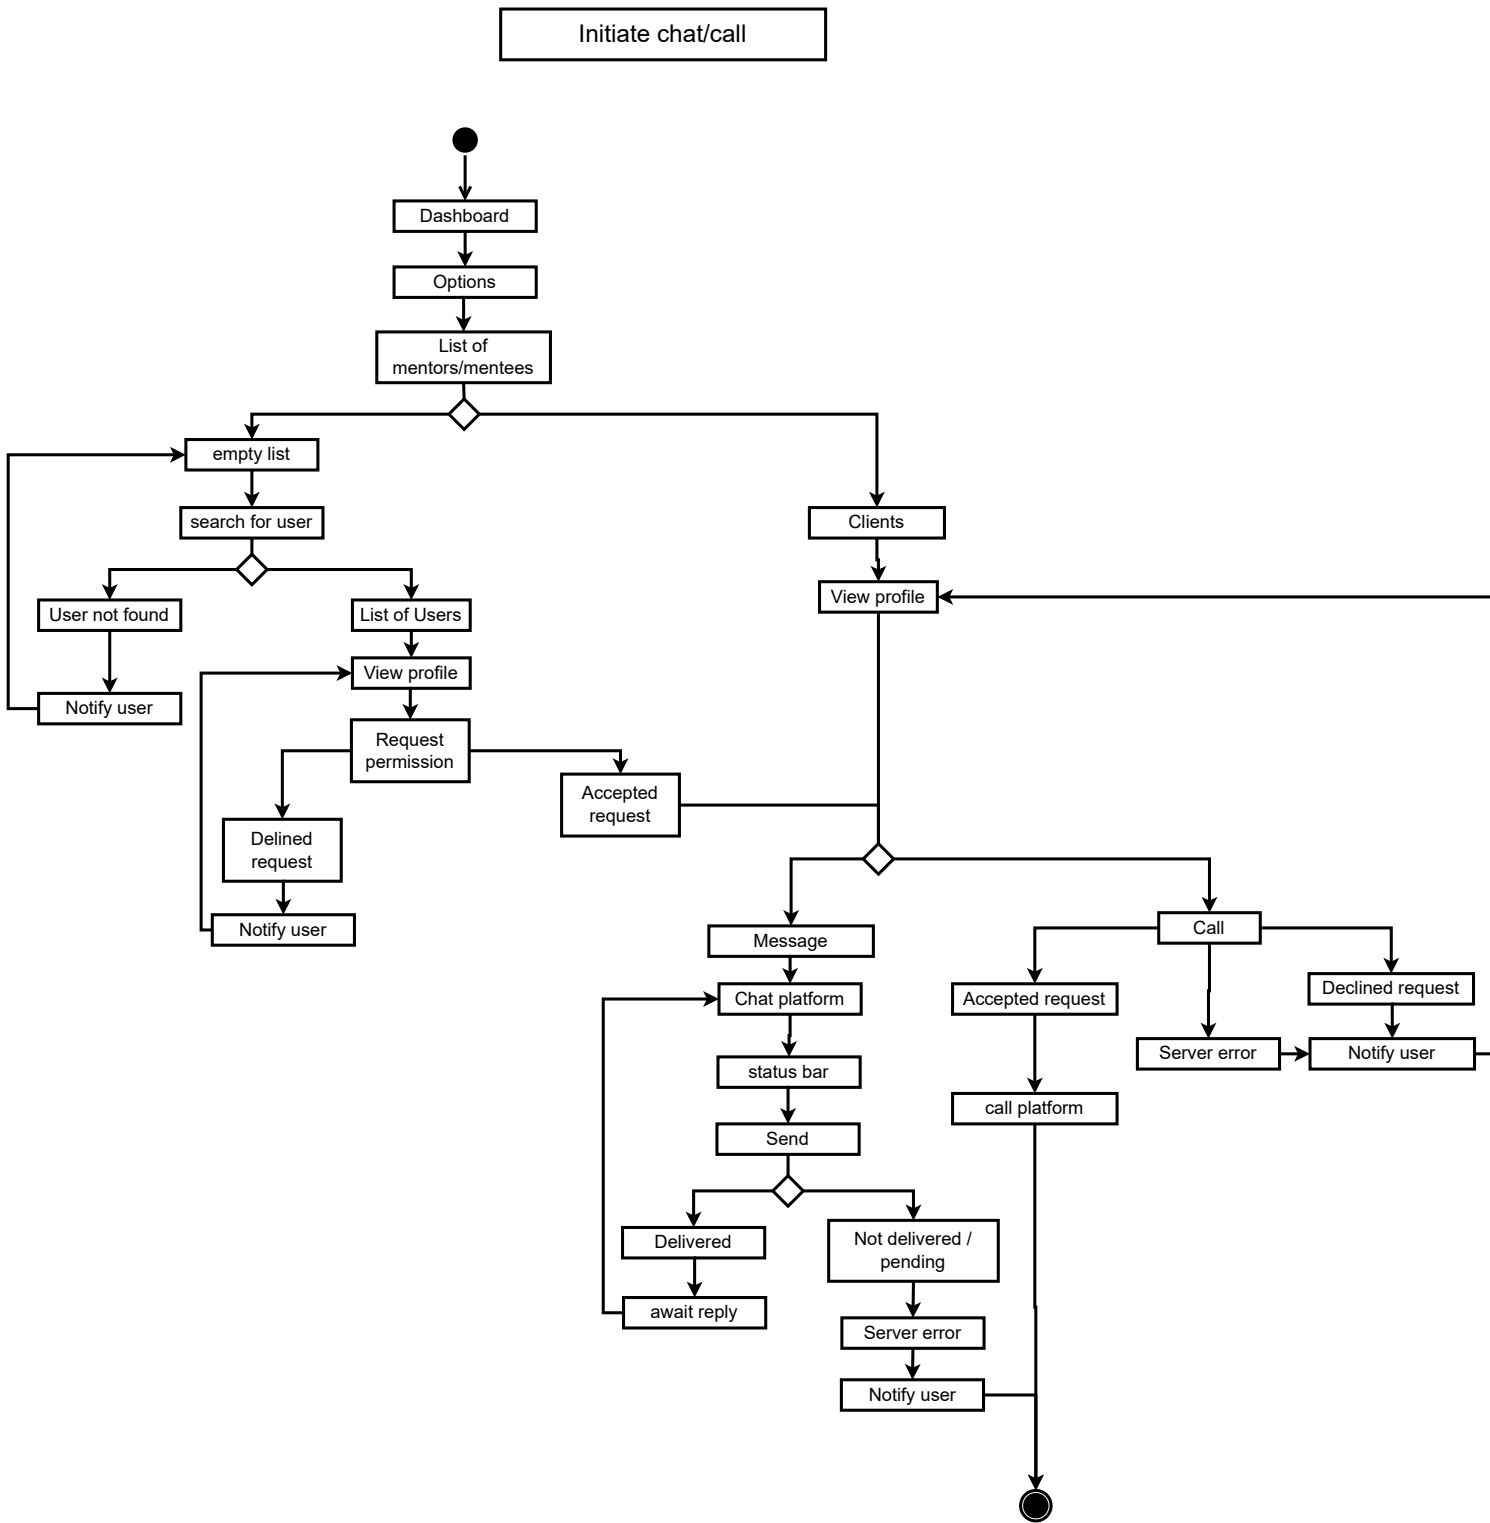 Initiate chat/call
Dashboard
Options
List of
mentors/mentees
empty list
search for user
Clients
View profile
User not found
List of Users
View profile
Notify user
Request
permission
Accepted
request
Delined
request
Notify user
Message
Call
Chat platform
Accepted request
Declined request
status bar
Server error
Notify user
call platform
Send
Delivered
Not delivered /
pending
await reply
Server error
Notify user